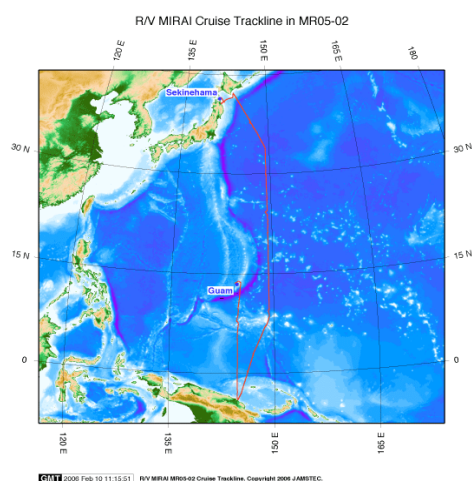 R/V MIRAI Cruise Trackline in MR05-02
120 E
135 E
150 E
165 E
180
Sekinehama
30 N
30 N
15 N
15 N
Guam
0
0
120 E
135 E
150 E
165 E
GMT 2006 Feb 10 11:15:51 R/V MIRAI MR05-02 Cruise Trackline. Copyright 2006 JAMSTEC.